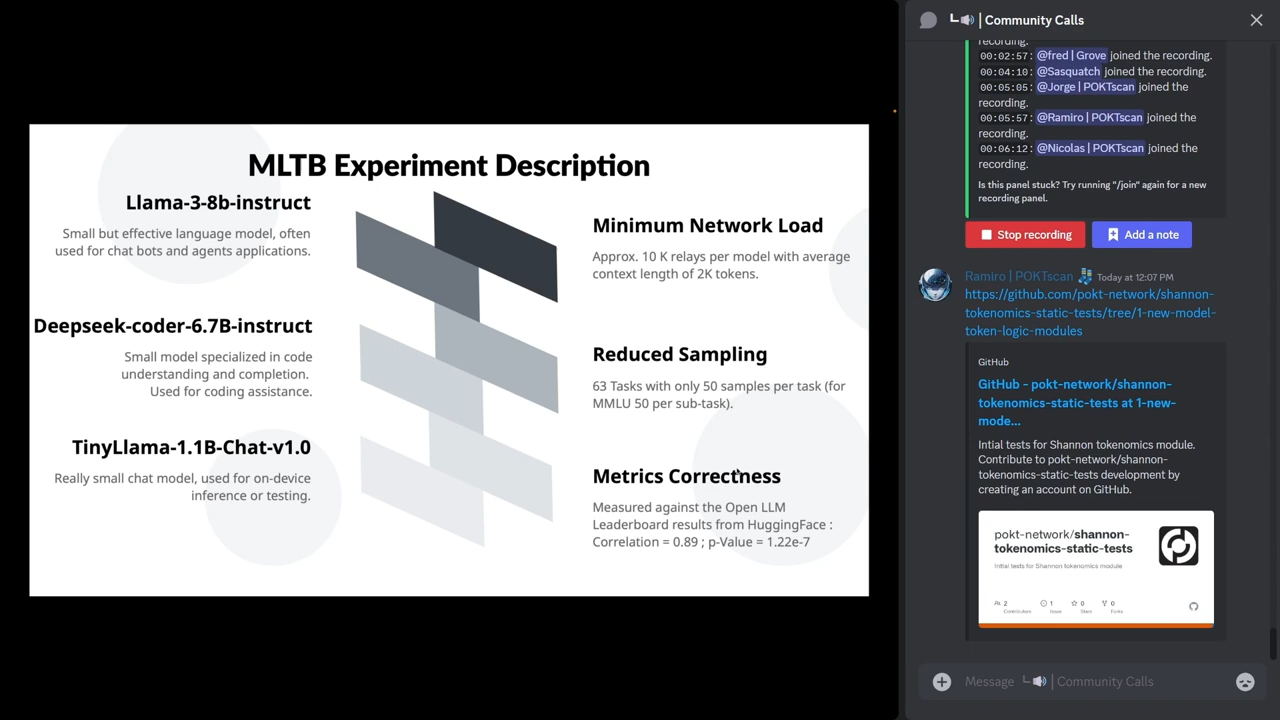 MLTB Experiment Description
Llama-3-8b-instruct
Small but effective language model, often
used for chat bots and agents applications.
Deepseek-coder-6.7B-instruct
Small model specialized in code
understanding and completion.
Used for coding assistance.
TinyLlama-1.1B-Chat-v1.0
Really small chat model, used for on-device
inference or testing.
Minimum Network Load
Approx. 10 K relays per model with average
context length of 2K tokens.
Reduced Sampling
63 Tasks with only 50 samples per task (for
MMLU 50 per sub-task).
Metrics Correctness
Measured against the Open LLM
Leaderboard results from HuggingFace :
Correlation = 0.89 ; p-Value = 1.22e-7
Community Calls
recording.
00:02:57: @fred | Grove joined the recording.
00:04:10: @Sasquatch joined the recording.
00:05:05: @Jorge | POKTscan joined the
recording.
00:05:57: @Ramiro | POKTscan joined the
recording.
00:06:12: @Nicolas | POKTscan joined the
recording.
Is this panel stuck? Try running "/join" again for a new
recording panel.
Stop recording
Add a note
Ramiro | POKTscan Today at 12:07 PM
https://github.com/pokt-network/shannon-
tokenomics-static-tests/tree/1-new-model-
token-logic-modules
GitHub
GitHub - pokt-network/shannon-
tokenomics-static-tests at 1-new-
mode...
Intial tests for Shannon tokenomics module.
Contribute to pokt-network/shannon-
tokenomics-static-tests development by
creating an account on GitHub.
pokt-network/shannon-
tokenomics-static-tests
Intial tests for Shannon tokenomics module
2
Contributors
1
Issue
0
Stars
0
Forks
Message Community Calls